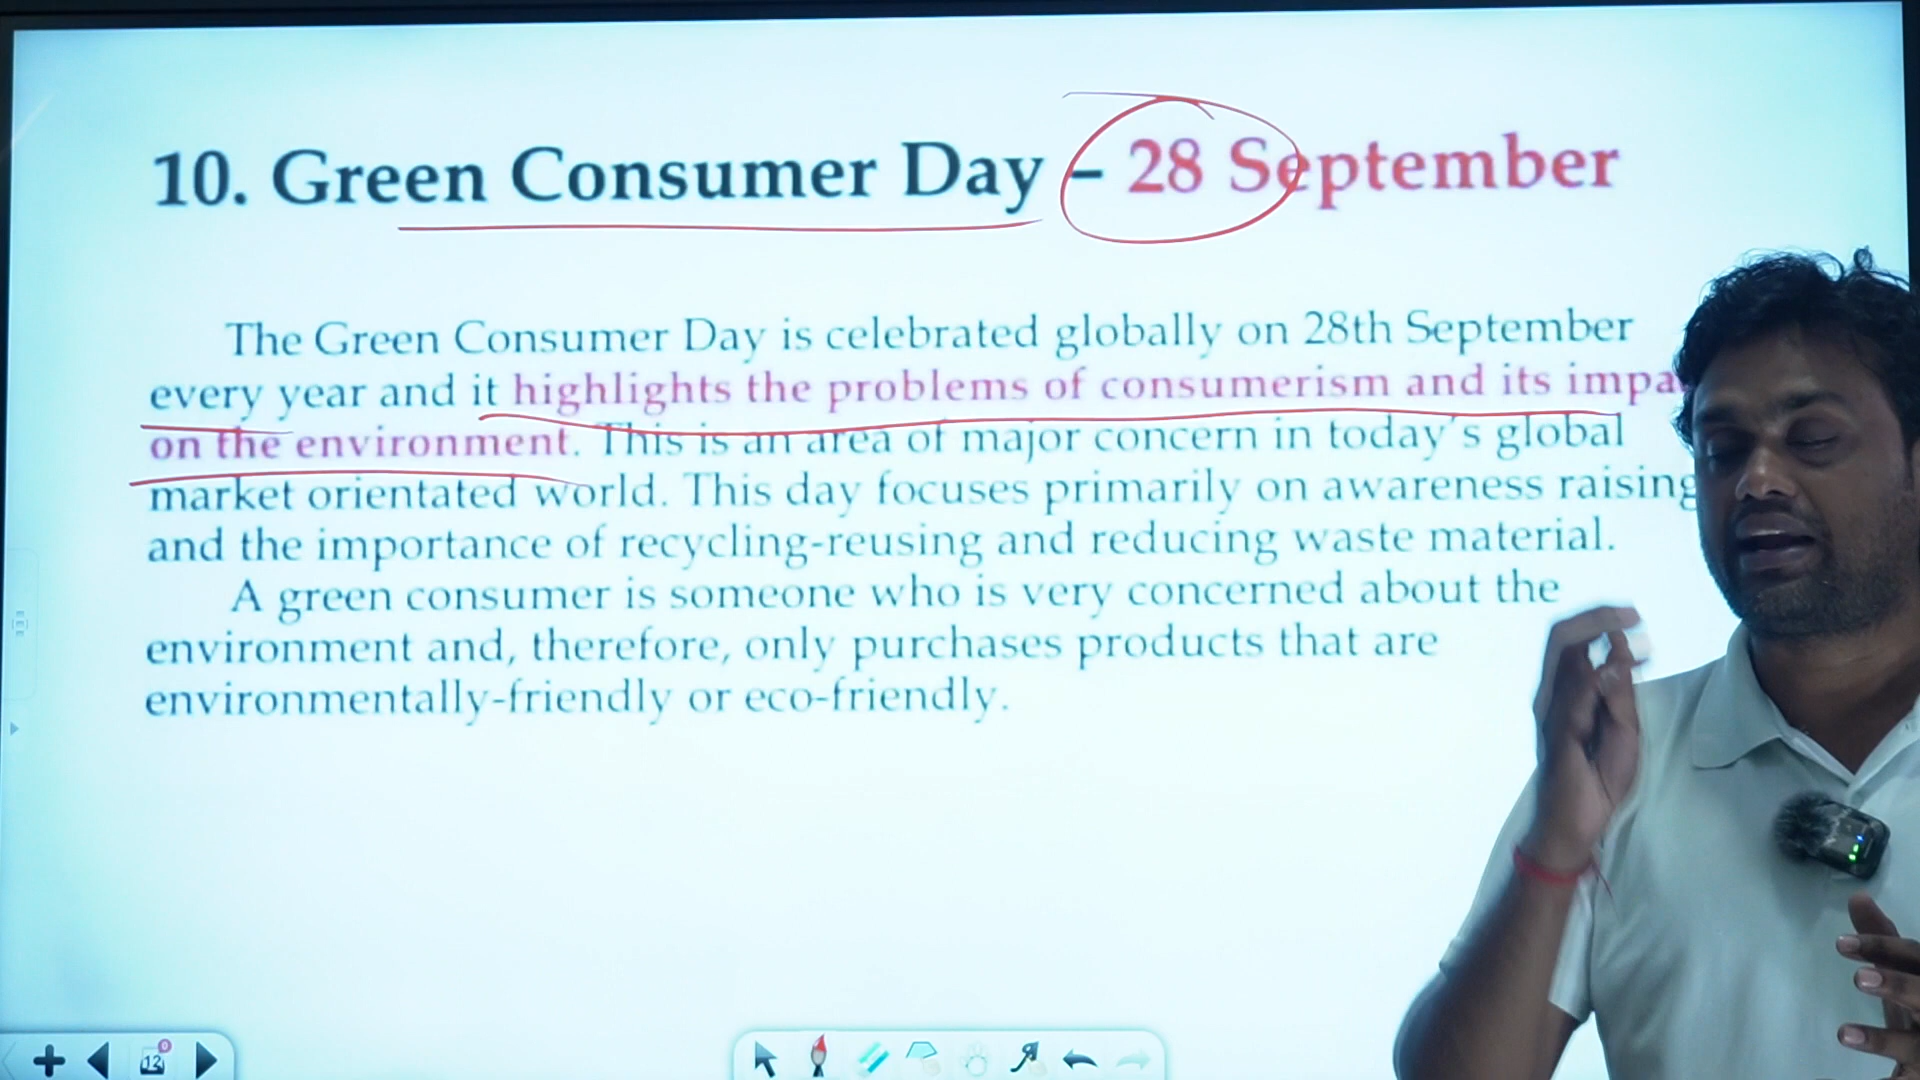 10. Green Consumer Day – 28 September
The Green Consumer Day is celebrated globally on 28th September
every year and it highlights the problems of consumerism and its
on the environment. This is an area of major concern in today's global
market orientated world. This day focuses primarily on awareness raising
and the importance of recycling-reusing and reducing waste material.
A green consumer is someone who is very concerned about the
environment and, therefore, only purchases products that are
environmentally-friendly or eco-friendly.
12
0